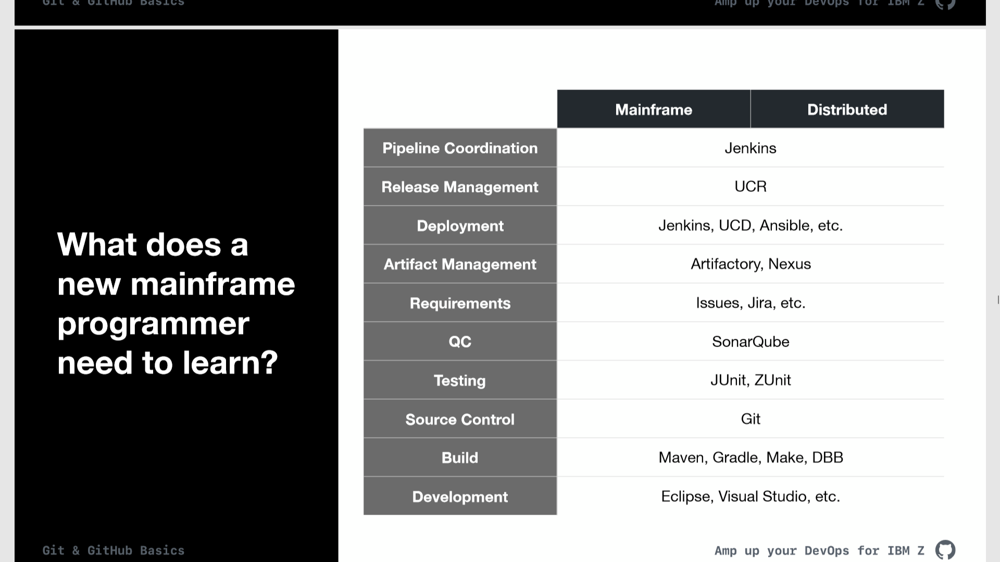 Git & GitHub Basics
Amp up your DevOps for IBM Z
What does a
new mainframe
programmer
need to learn?
Mainframe Distributed
Pipeline Coordination Jenkins
Release Management UCR
Deployment Jenkins, UCD, Ansible, etc.
Artifact Management Artifactory, Nexus
Requirements Issues, Jira, etc.
QC SonarQube
Testing JUnit, ZUnit
Source Control Git
Build Maven, Gradle, Make, DBB
Development Eclipse, Visual Studio, etc.
Git & GitHub Basics
Amp up your DevOps for IBM Z